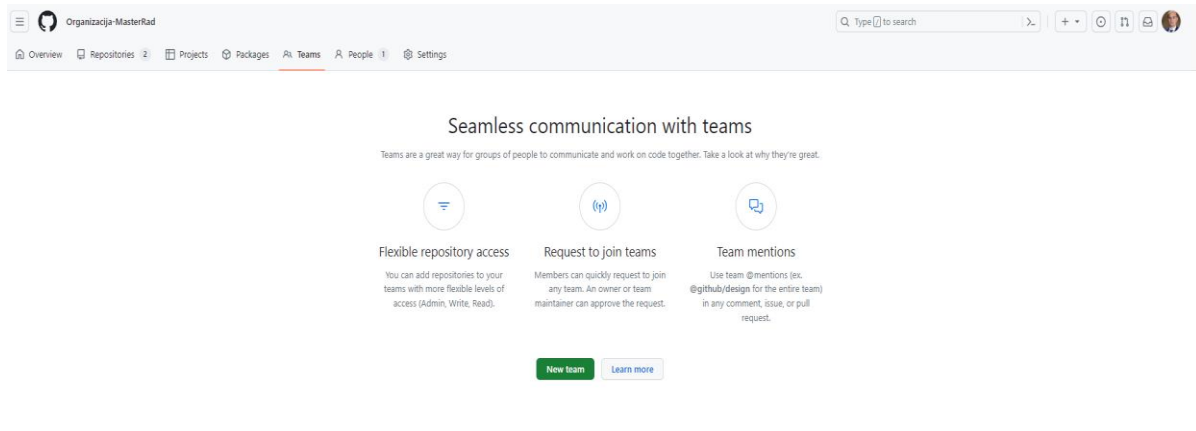 Organizacija-MasterRad
Type / to search
Overview Repositories 2 Projects Packages Teams People 1 Settings
Seamless communication with teams
Teams are a great way for groups of people to communicate and work on code together. Take a look at why they're great.
Flexible repository access
You can add repositories to your
teams with more flexible levels of
access (Admin, Write, Read).
Request to join teams
Members can quickly request to join
any team. An owner or team
maintainer can approve the request.
Team mentions
Use team @mentions (ex.
@github/design for the entire team)
in any comment, issue, or pull
request.
New team Learn more